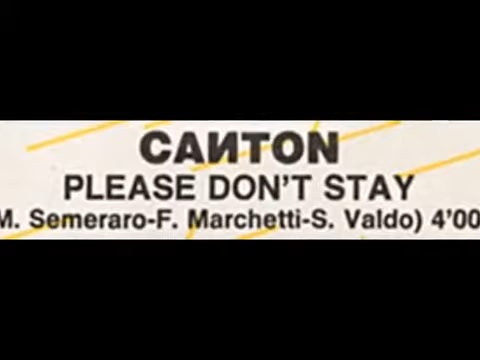 CAИTON
PLEASE DON'T STAY
M. Semeraro-F. Marchetti-S. Valdo) 4'00